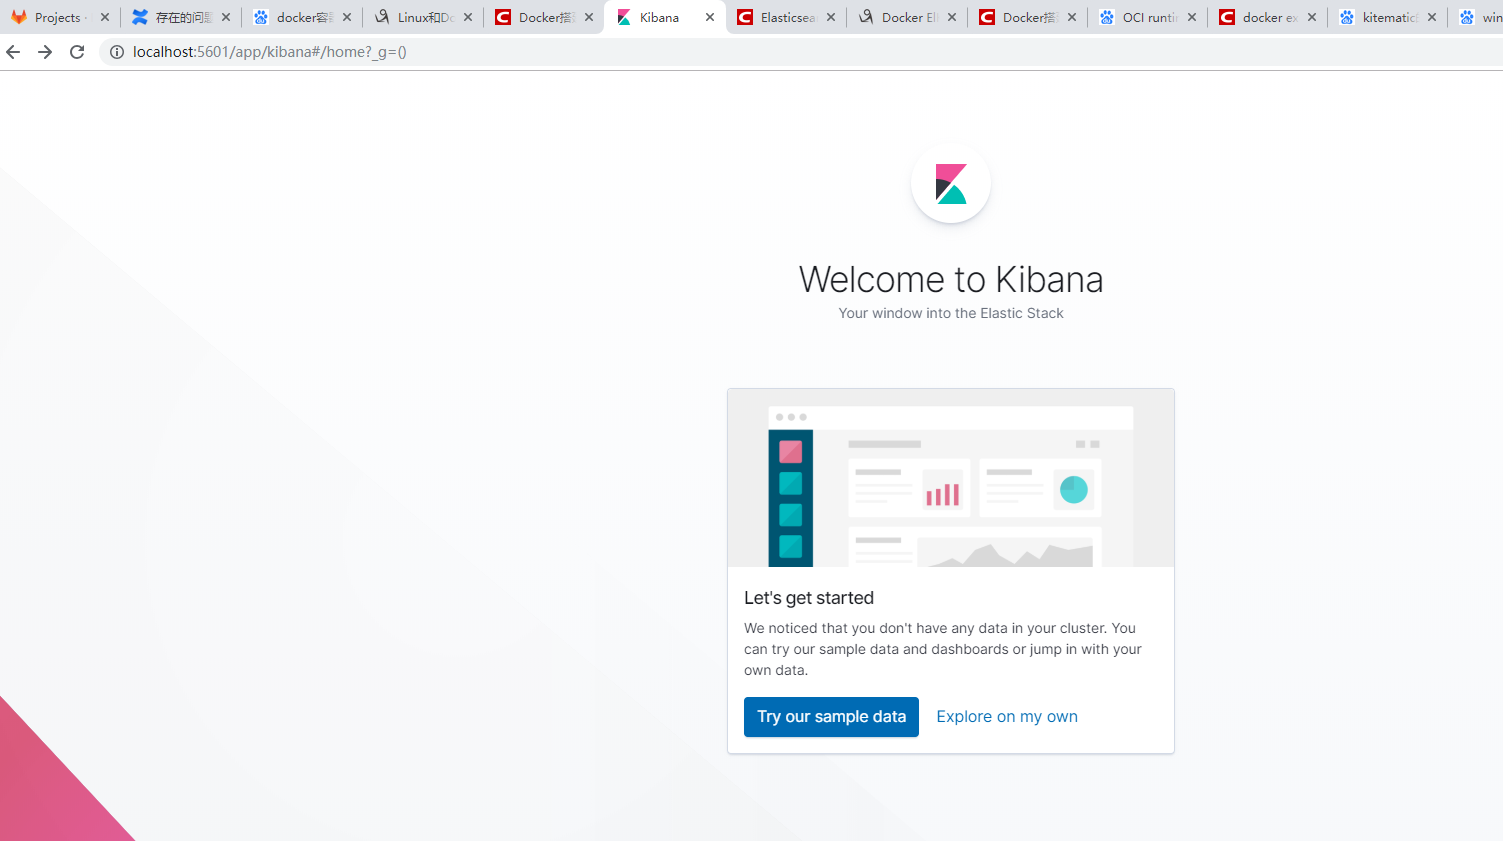 Projects ·
存在的问题
docker容器
Linux和Do
Docker搭
Kibana
Elasticsear
Docker El
Docker搭
OCI runtin
docker ex
kitematic
win
localhost:5601/app/kibana#/home?_g=()
Welcome to Kibana
Your window into the Elastic Stack
Let's get started
We noticed that you don't have any data in your cluster. You
can try our sample data and dashboards or jump in with your
own data.
Try our sample data
Explore on my own